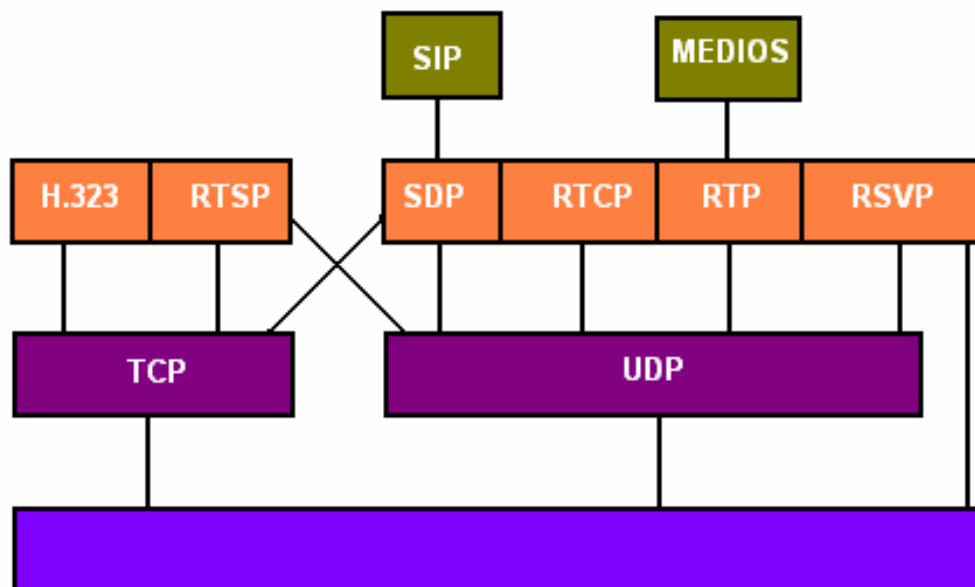 SIP
MEDIOS
H.323
RTSP
SDP
RTCP
RTP
RSVP
TCP
UDP